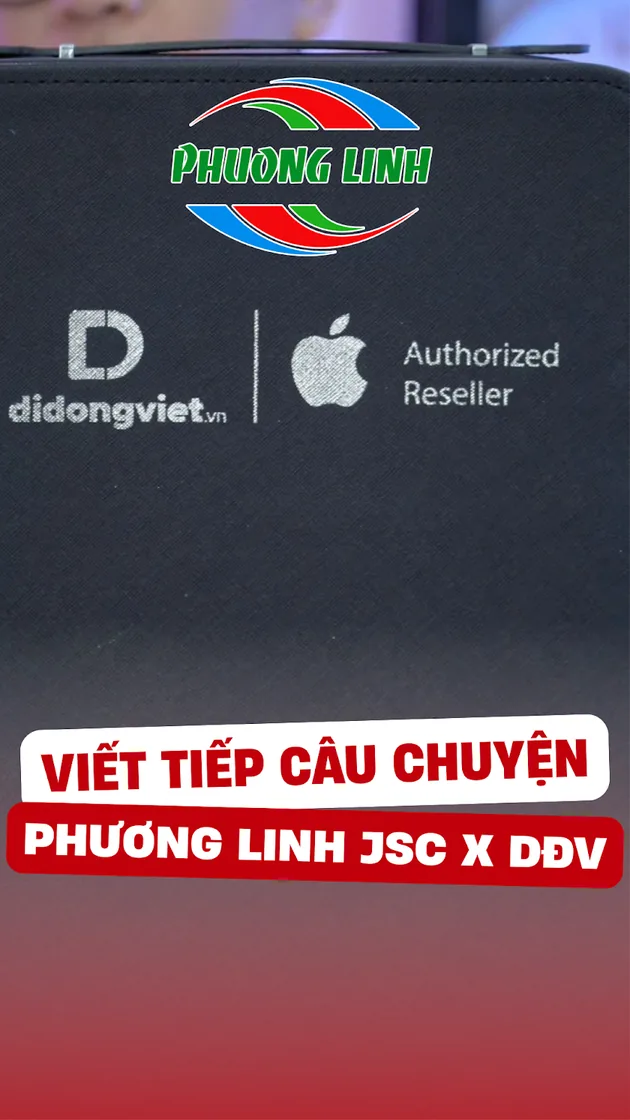 PHUONG LINH
D
didongviet.vn
Authorized
Reseller
VIẾT TIẾP CÂU CHUYỆN
PHƯƠNG LINH JSC X DĐV